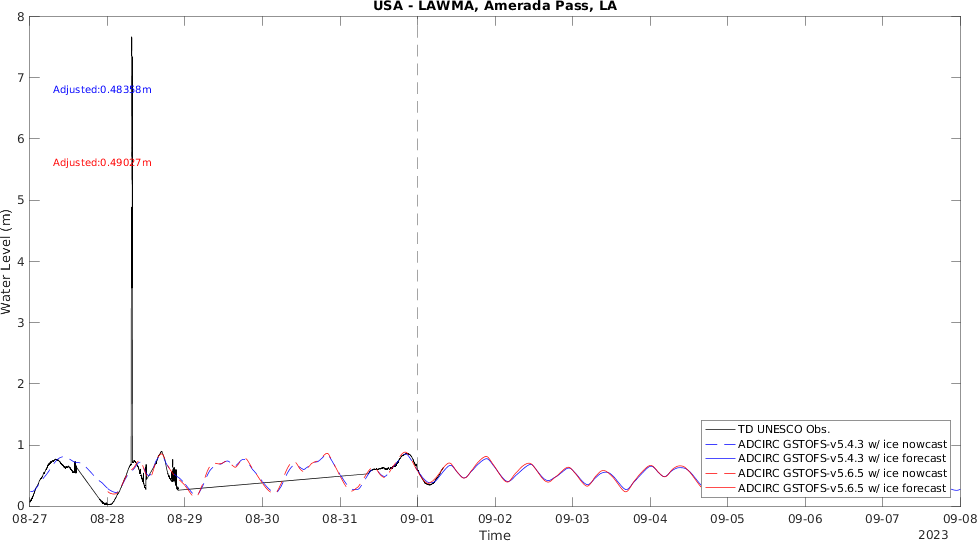 USA - LAWMA, Amerada Pass, LA
8
7
6
5
4
3
2
1
0
Water Level (m)
Adjusted:0.48358m
Adjusted:0.49027m
TD UNESCO Obs.
ADCIRC GSTOFS-v5.4.3 w/ ice nowcast
ADCIRC GSTOFS-v5.4.3 w/ ice forecast
ADCIRC GSTOFS-v5.6.5 w/ ice nowcast
ADCIRC GSTOFS-v5.6.5 w/ ice forecast
08-27 08-28 08-29 08-30 08-31 09-01 09-02 09-03 09-04 09-05 09-06 09-07 09-08
Time
2023